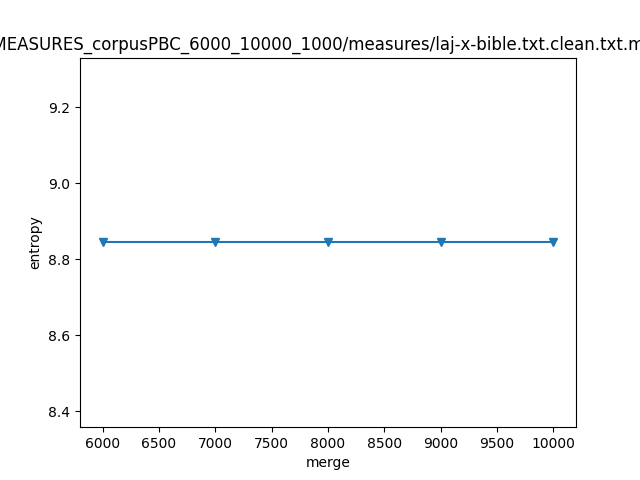 MEASURES_corpusPBC_6000_10000_1000/measures/laj-x-bible.txt.clean.txt.m
entropy
9.2
9.0
8.8
8.6
8.4
6000 6500 7000 7500 8000 8500 9000 9500 10000
merge